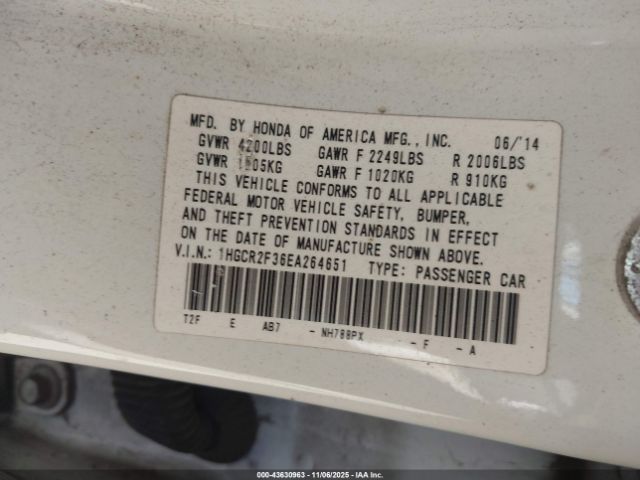 MFD. BY HONDA OF AMERICA MFG., INC. 06/'14
GVWR 4200LBS GAWR F 2249LBS R 2006LBS
GVWR 1905KG GAWR F 1020KG R 910KG
THIS VEHICLE CONFORMS TO ALL APPLICABLE
FEDERAL MOTOR VEHICLE SAFETY, BUMPER,
AND THEFT PREVENTION STANDARDS IN EFFECT
ON THE DATE OF MANUFACTURE SHOWN ABOVE.
V.I.N.: 1HGCR2F36EA264651 TYPE: PASSENGER CAR
T2F E AB7 - NH788PX - F - A
000-43630963 - 11/06/2025 - IAA Inc.